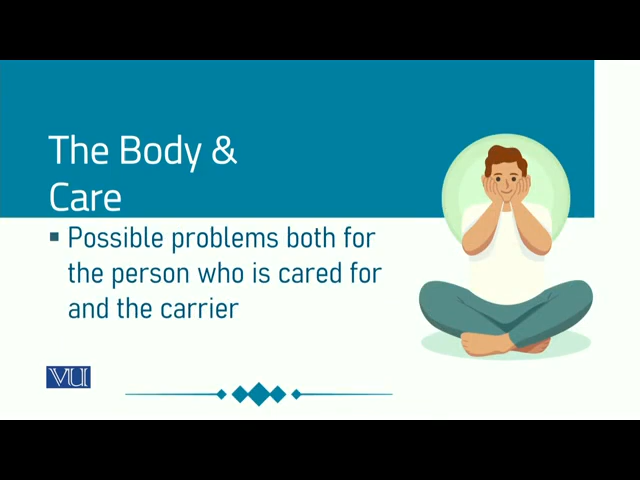 The Body &
Care
▪ Possible problems both for
the person who is cared for
and the carrier
VU